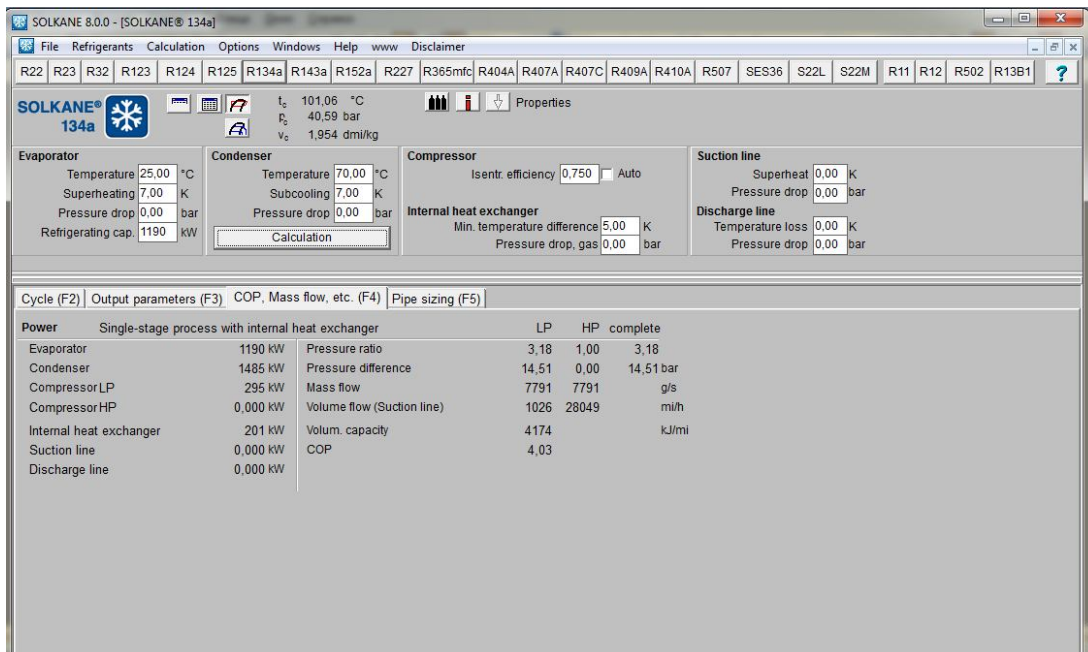 SOLKANE 8.0.0 - [SOLKANE® 134a]
File Refrigerants Calculation Options Windows Help www Disclaimer
R22 R23 R32 R123 R124 R125 R134a R143a R152a R227 R365mfc R404A R407A R407C R409A R410A R507 SES36 S22L S22M R11 R12 R502 R13B1 ?
SOLKANE® 134a
tc 101,06 °C
pc 40,59 bar
vc 1,954 dmi/kg
Properties
Evaporator
Temperature 25,00 °C
Superheating 7,00 K
Pressure drop 0,00 bar
Refrigerating cap. 1190 kW
Condenser
Temperature 70,00 °C
Subcooling 7,00 K
Pressure drop 0,00 bar
Calculation
Compressor
Isentr. efficiency 0,750 Auto
Internal heat exchanger
Min. temperature difference 5,00 K
Pressure drop, gas 0,00 bar
Suction line
Superheat 0,00 K
Pressure drop 0,00 bar
Discharge line
Temperature loss 0,00 K
Pressure drop 0,00 bar
Cycle (F2) Output parameters (F3) COP, Mass flow, etc. (F4) Pipe sizing (F5)
Power Single-stage process with internal heat exchanger LP HP complete
Evaporator 1190 kW Pressure ratio 3,18 1,00 3,18
Condenser 1485 kW Pressure difference 14,51 0,00 14,51 bar
Compressor LP 295 kW Mass flow 7791 7791 g/s
Compressor HP 0,000 kW Volume flow (Suction line) 1026 28049 mi/h
Internal heat exchanger 201 kW Volum. capacity 4174 kJ/mi
Suction line 0,000 kW COP 4,03
Discharge line 0,000 kW